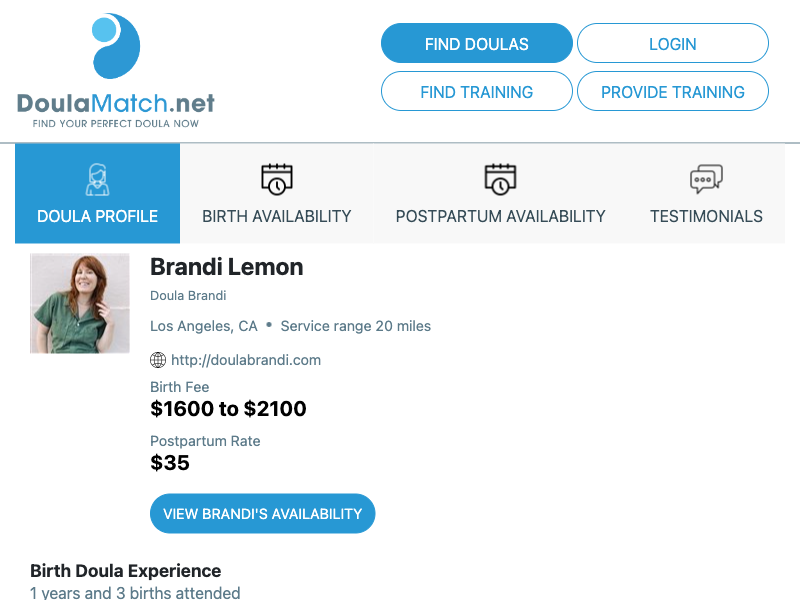 DoulaMatch.net
FIND YOUR PERFECT DOULA NOW
FIND DOULAS
LOGIN
FIND TRAINING
PROVIDE TRAINING
DOULA PROFILE
BIRTH AVAILABILITY
POSTPARTUM AVAILABILITY
TESTIMONIALS
Brandi Lemon
Doula Brandi
Los Angeles, CA • Service range 20 miles
http://doulabrandi.com
Birth Fee
$1600 to $2100
Postpartum Rate
$35
VIEW BRANDI'S AVAILABILITY
Birth Doula Experience
1 years and 3 births attended